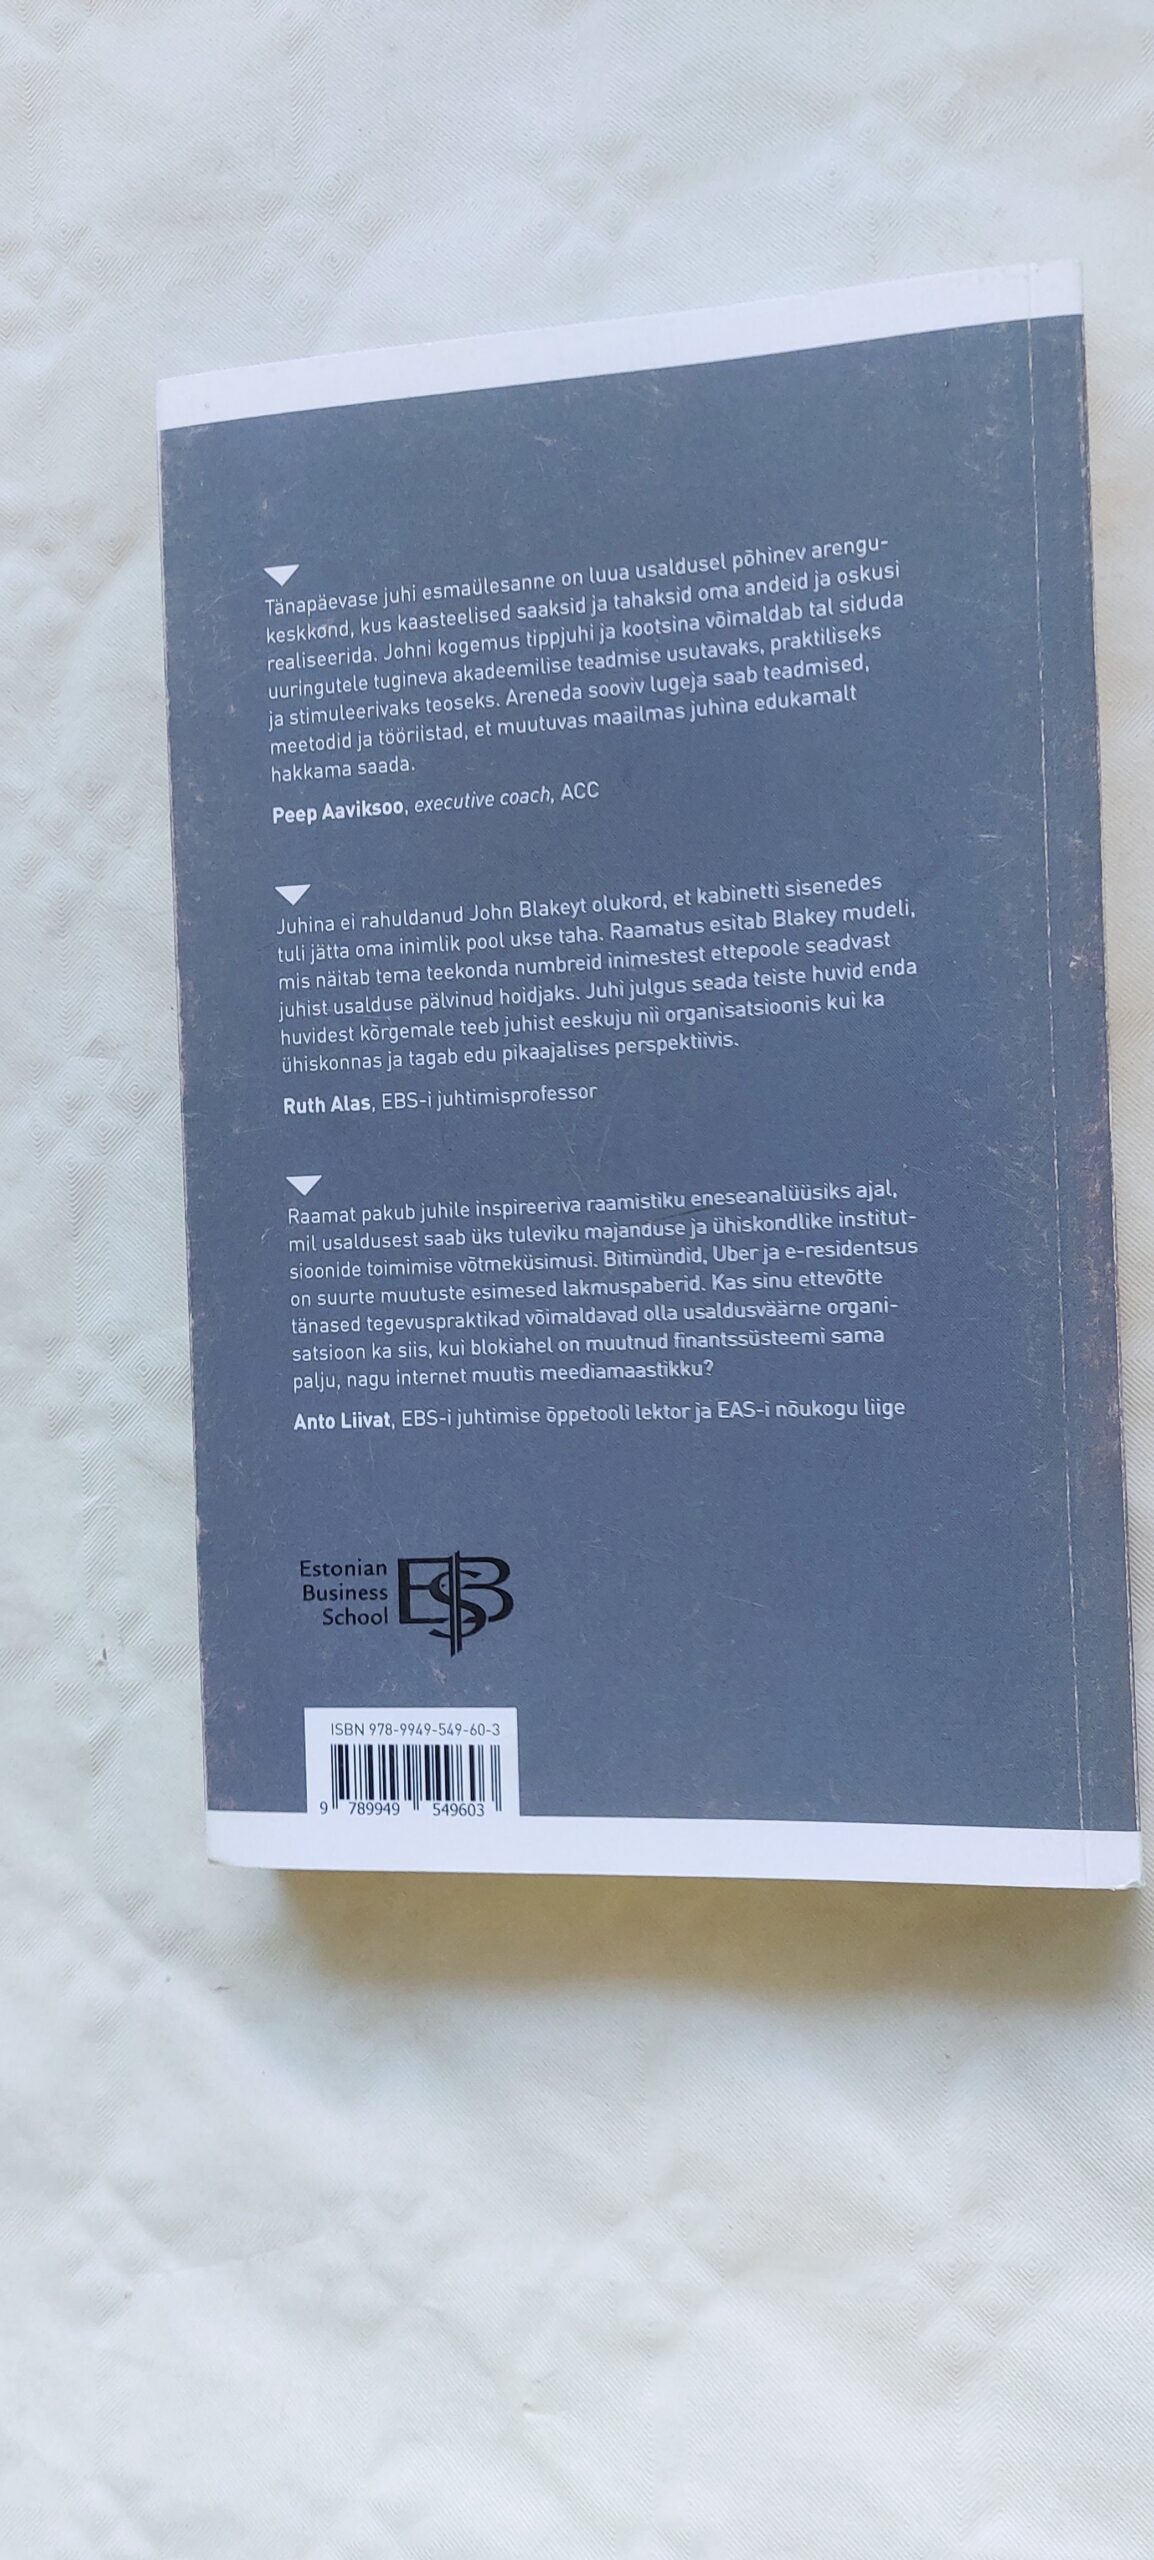 Tänapäevase juhi esmaülesanne on luua usaldusel põhinev arengu-
keskkond, kus kaasteelised saaksid ja tahaksid oma andeid ja oskusi
realiseerida. Johni kogemus tippjuhi ja kootsina võimaldab tal siduda
uuringutele tugineva akadeemilise teadmise usutavaks, praktiliseks
ja stimuleerivaks teoseks. Areneda sooviv lugeja saab teadmised,
meetodid ja tööriistad, et muutuvas maailmas juhina edukamalt
hakkama saada.
Peep Aaviksoo, executive coach, ACC
Juhina ei rahuldanud John Blakeyt olukord, et kabinetti sisenedes
tuli jätta oma inimlik pool ukse taha. Raamatus esitab Blakey mudeli,
mis näitab tema teekonda numbreid inimestest ettepoole seadvast
juhist usalduse pälvinud hoidjaks. Juhi julgus seada teiste huvid enda
huvidest kõrgemale teeb juhist eeskuju nii organisatsioonis kui ka
ühiskonnas ja tagab edu pikaajalises perspektiivis.
Ruth Alas, EBS-i juhtimisprofessor
Raamat pakub juhile inspireeriva raamistiku eneseanalüüsiks ajal,
mil usaldusest saab üks tuleviku majanduse ja ühiskondlike institut-
sioonide toimimise võtmeküsimusi. Bitimündid, Uber ja e-residentsus
on suurte muutuste esimesed lakmuspaberid. Kas sinu ettevõtte
tänased tegevuspraktikad võimaldavad olla usaldusväärne organi-
satsioon ka siis, kui blokiahel on muutnud finantssüsteemi sama
palju, nagu internet muutis meediamaastikku?
Anto Liivat, EBS-i juhtimise õppetooli lektor ja EAS-i nõukogu liige
Estonian
Business
School
EBS
ISBN 978-9949-549-60-3
9 789949 549603